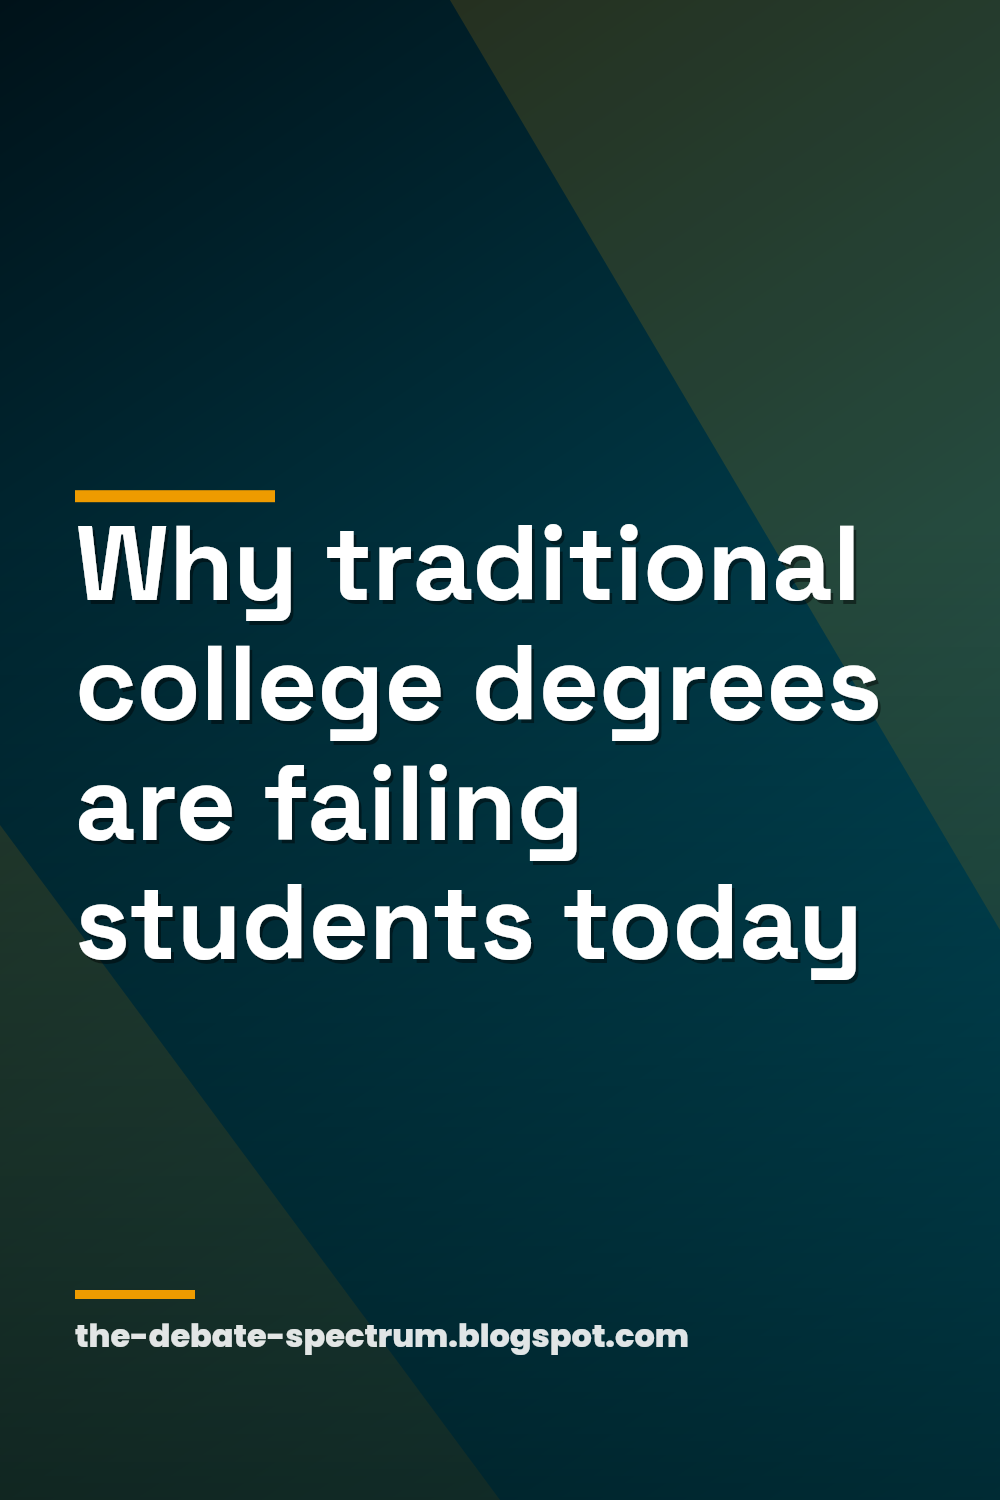 Why traditional
college degrees
are failing
students today
the-debate-spectrum.blogspot.com